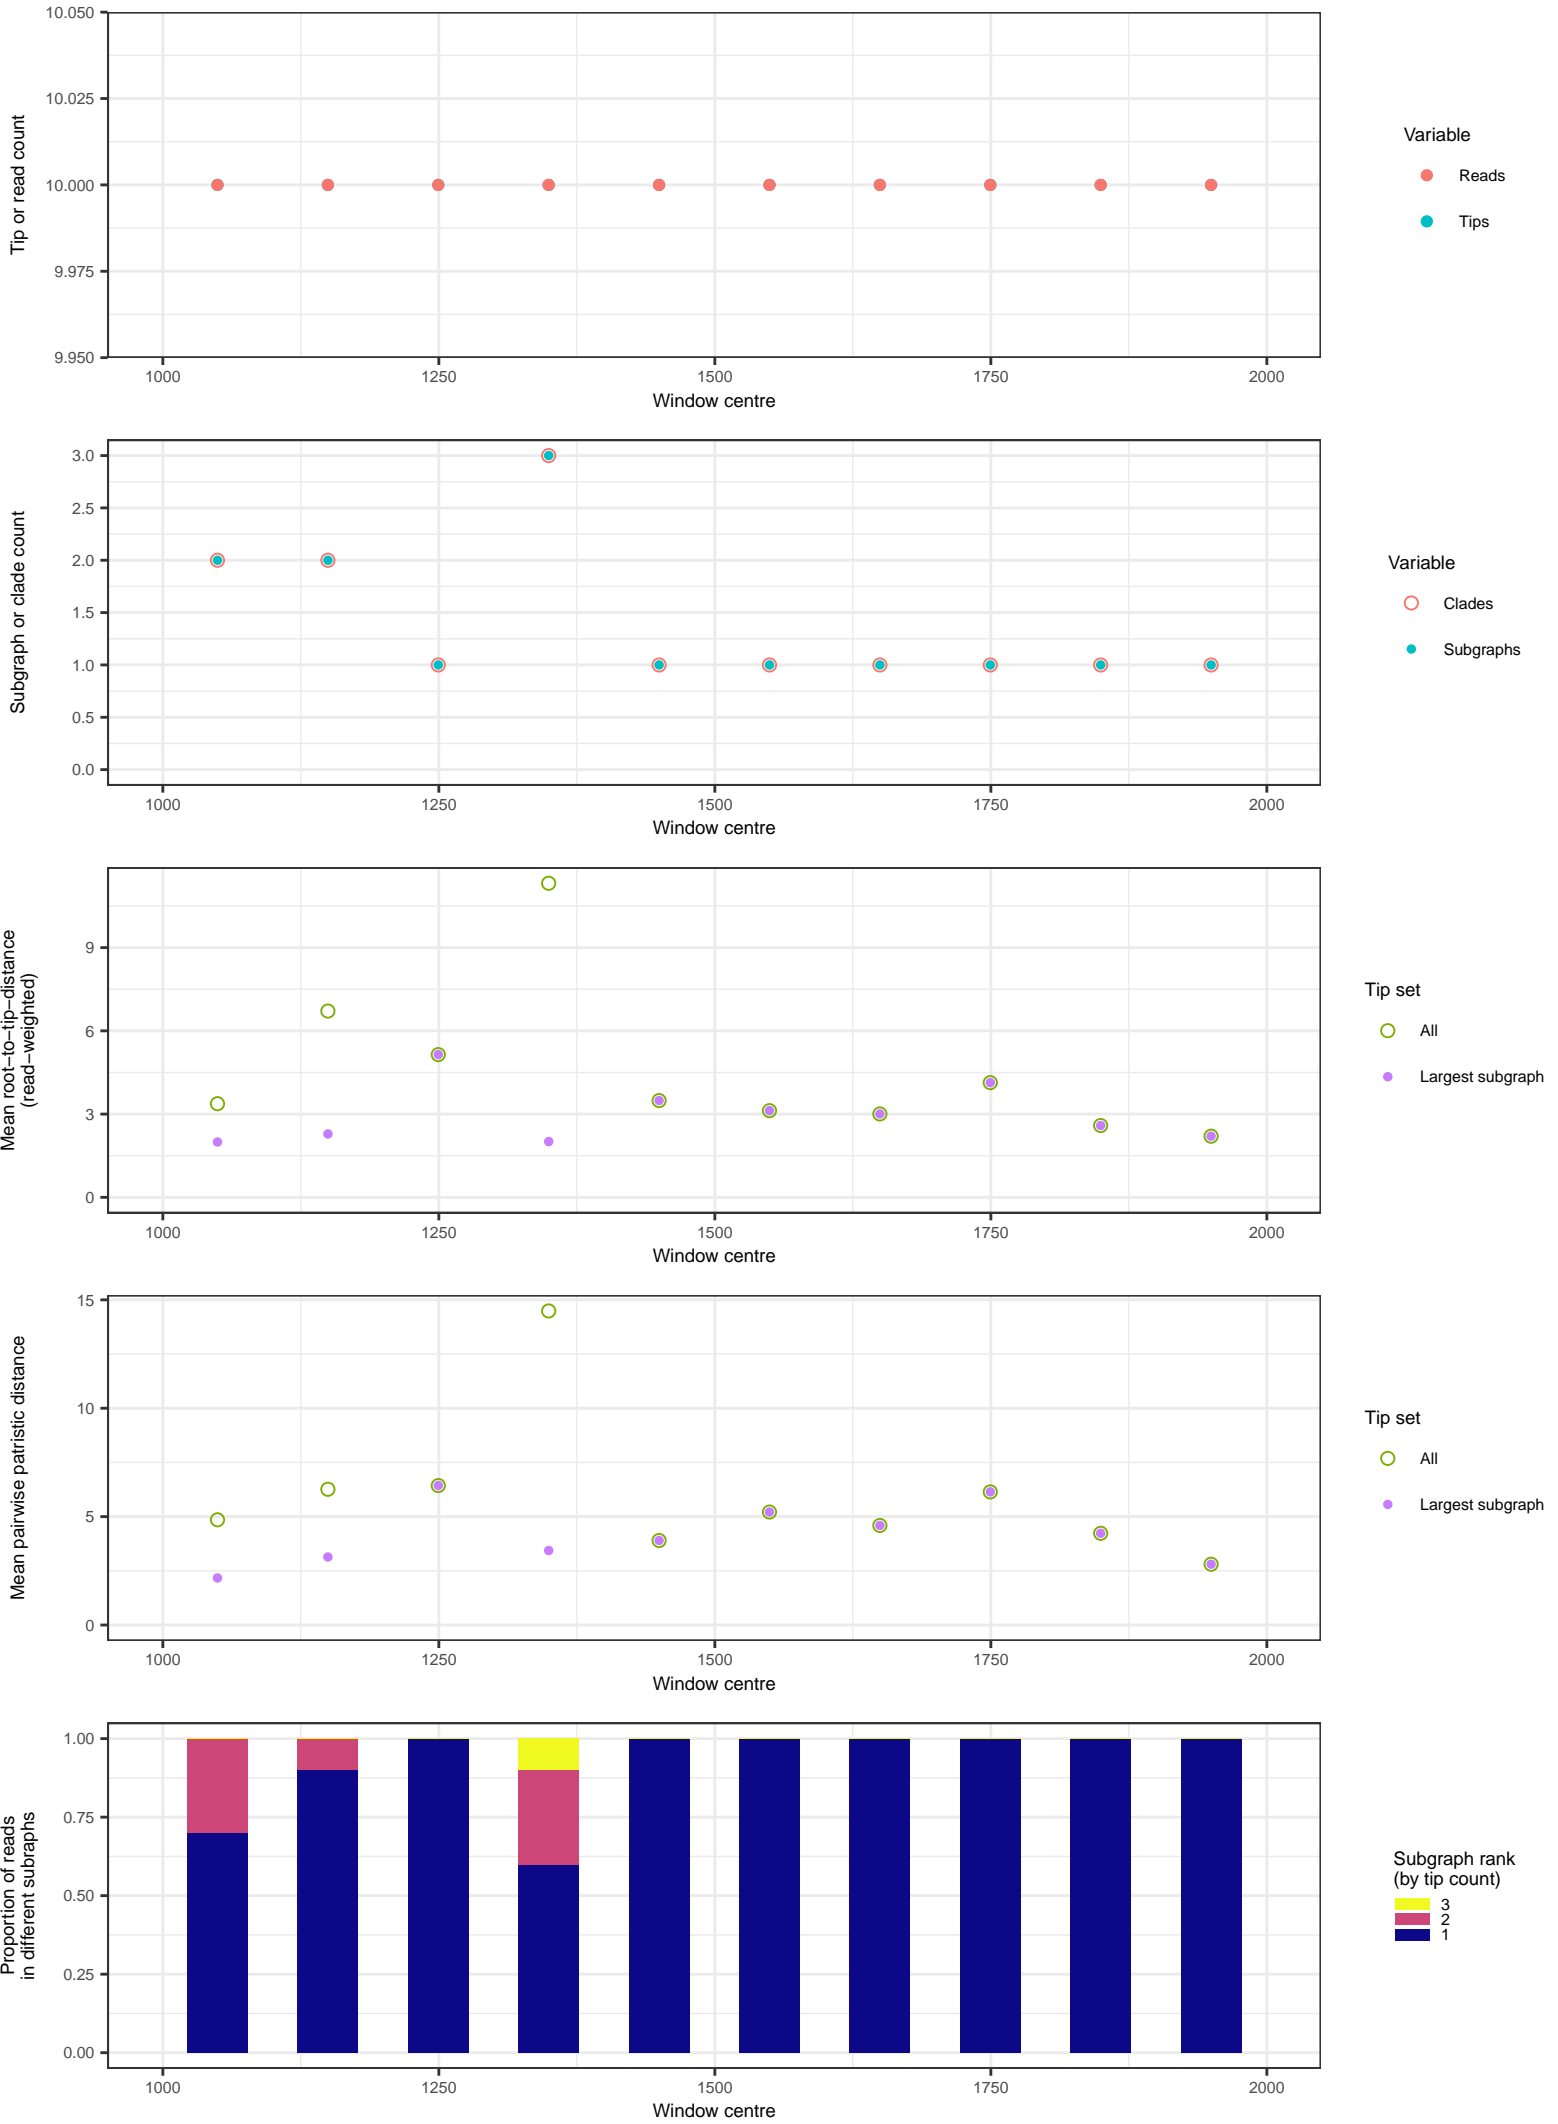 10.050
10.025
10.000
9.975
9.950
Tip or read count
1000 1250 1500 1750 2000
Window centre
Variable
Reads
Tips
3.0
2.5
2.0
1.5
1.0
0.5
0.0
Subgraph or clade count
1000 1250 1500 1750 2000
Window centre
Variable
Clades
Subgraphs
9
6
3
0
Mean root−to−tip−distance
(read−weighted)
1000 1250 1500 1750 2000
Window centre
Tip set
All
Largest subgraph
15
10
5
0
Mean pairwise patristic distance
1000 1250 1500 1750 2000
Window centre
Tip set
All
Largest subgraph
1.00
0.75
0.50
0.25
0.00
Proportion of reads
in different subraphs
1000 1250 1500 1750 2000
Window centre
Subgraph rank
(by tip count)
3
2
1